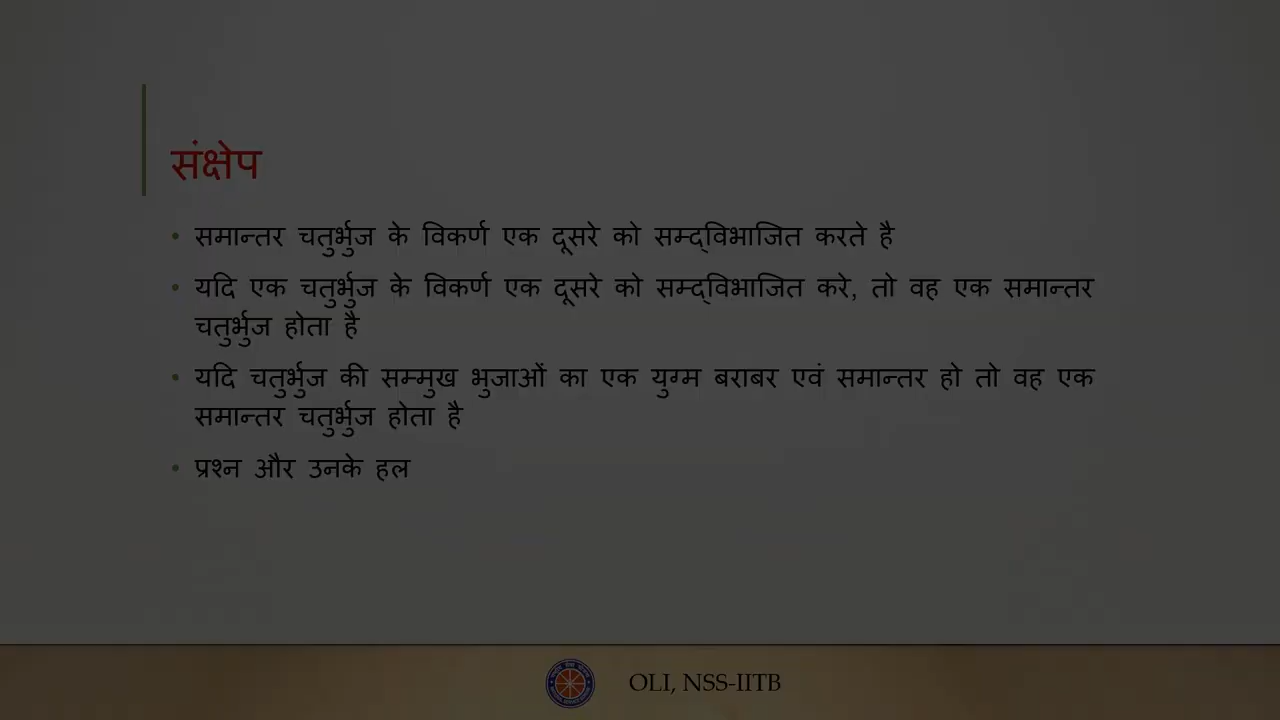 संक्षेप
• समान्तर चतुर्भुज के विकर्ण एक दूसरे को सम्द्विभाजित करते है
• यदि एक चतुर्भुज के विकर्ण एक दूसरे को सम्द्विभाजित करे, तो वह एक समान्तर
चतुर्भुज होता है
• यदि चतुर्भुज की सम्मुख भुजाओं का एक युग्म बराबर एवं समान्तर हो तो वह एक
समान्तर चतुर्भुज होता है
• प्रश्न और उनके हल
OLI, NSS-IITB